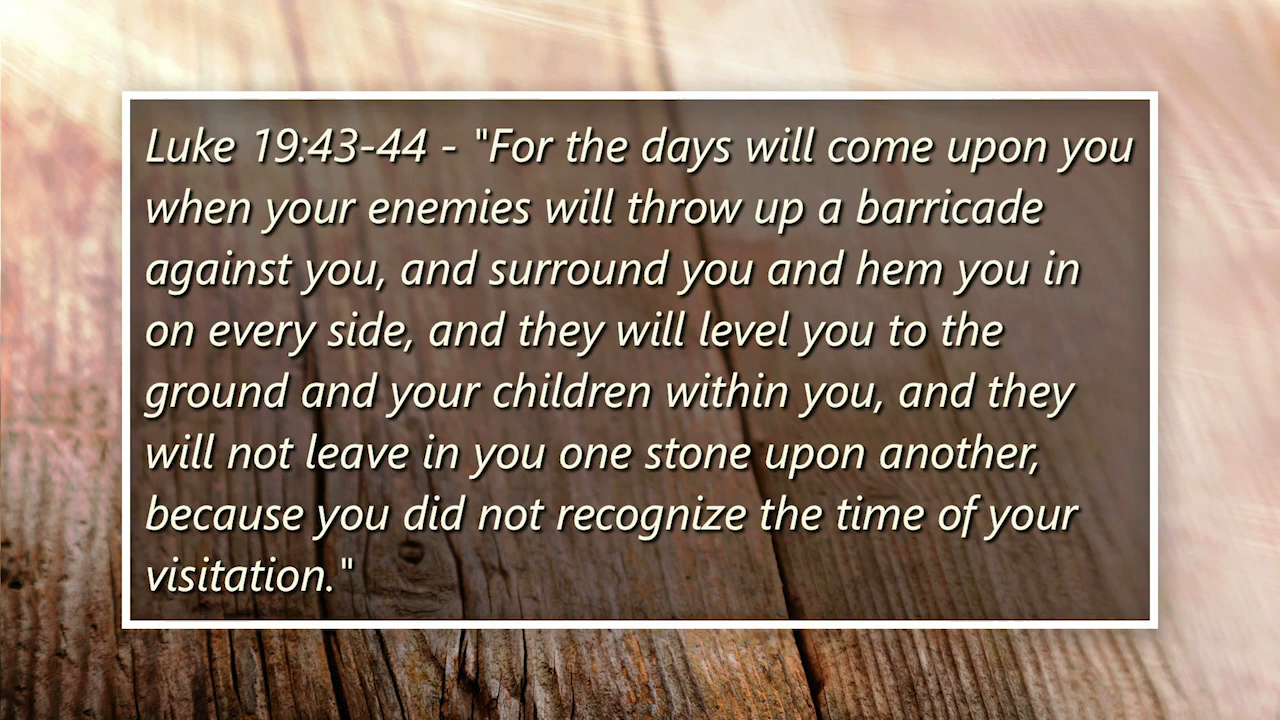 Luke 19:43-44 - "For the days will come upon you
when your enemies will throw up a barricade
against you, and surround you and hem you in
on every side, and they will level you to the
ground and your children within you, and they
will not leave in you one stone upon another,
because you did not recognize the time of your
visitation."